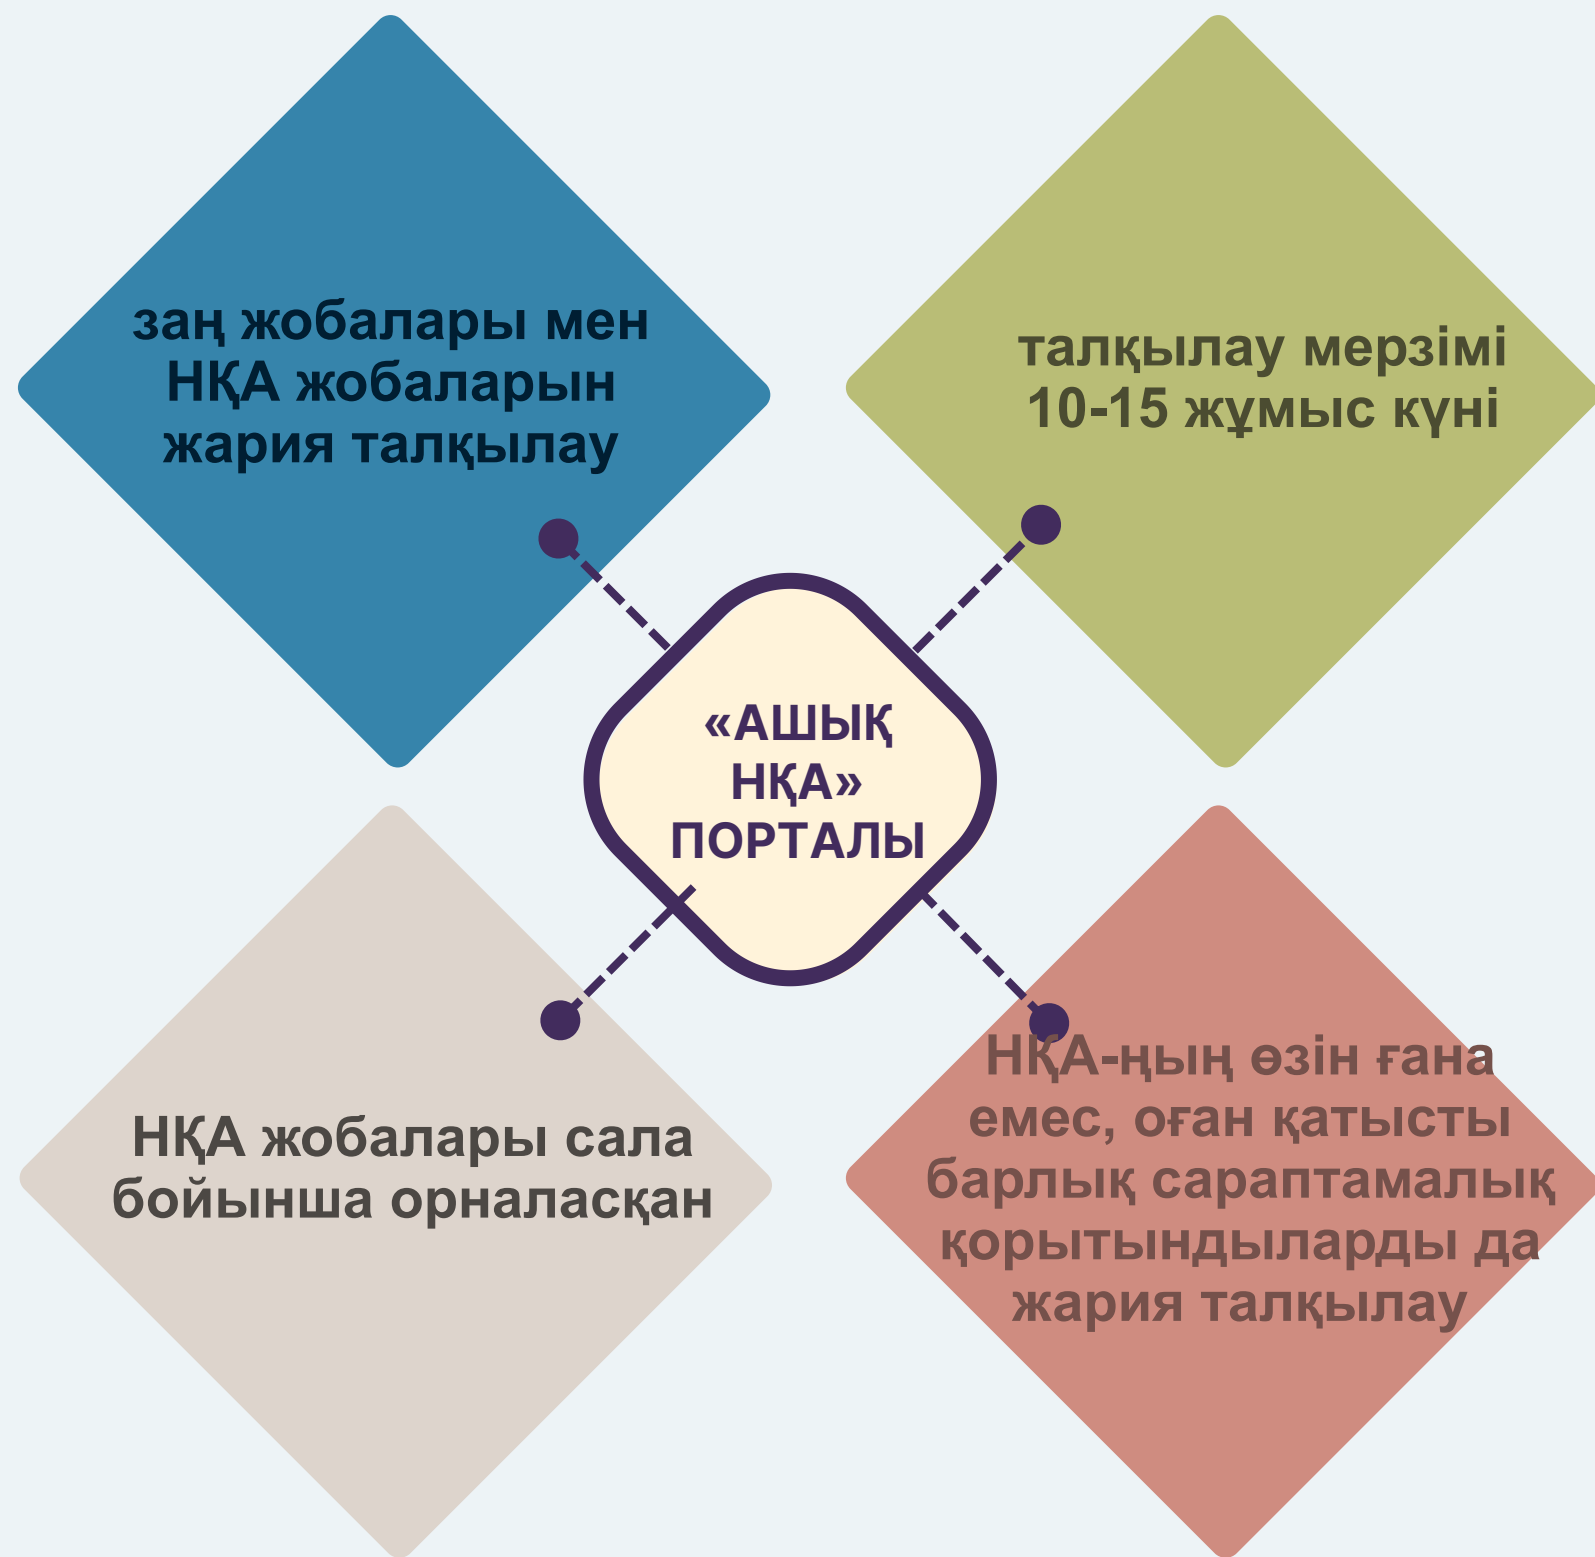 заң жобалары мен
НҚА жобаларын
жария талқылау
талқылау мерзімі
10-15 жұмыс күні
«АШЫҚ
НҚА»
ПОРТАЛЫ
НҚА жобалары сала
бойынша орналасқан
НҚА-ның өзін ғана
емес, оған қатысты
барлық сараптамалық
қорытындыларды да
жария талқылау